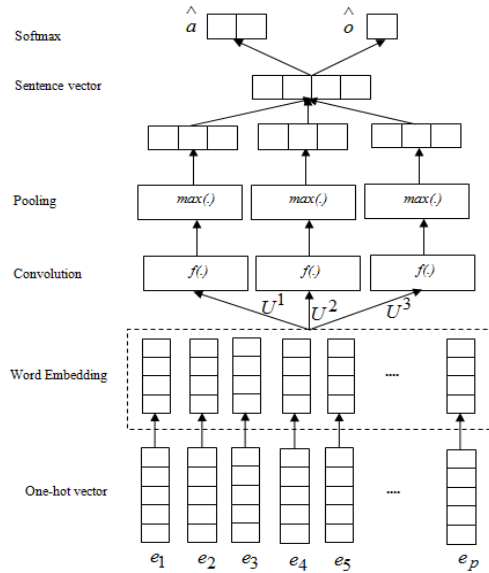 Softmax â ô
Sentence vector
Pooling max(.) max(.) max(.)
Convolution f(.) f(.) f(.)
U¹ U² U³
Word Embedding ....
One-hot vector ....
e₁ e₂ e₃ e₄ e₅ eₚ